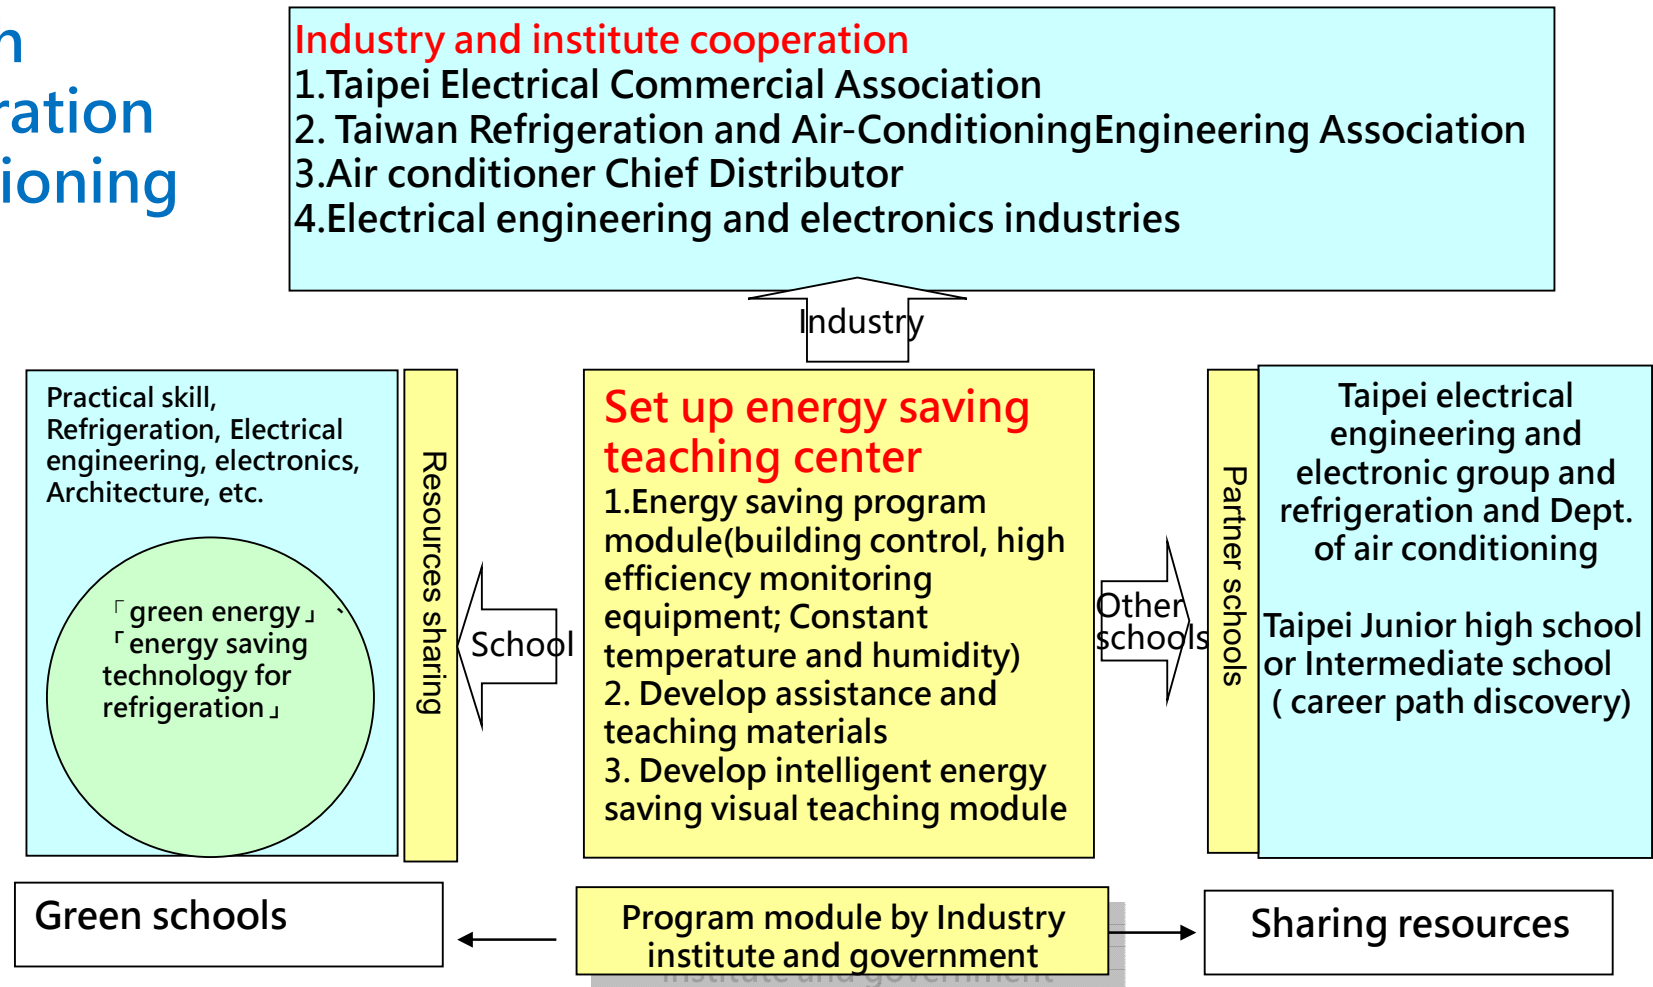 n
ration
ioning
Industry and institute cooperation
1.Taipei Electrical Commercial Association
2. Taiwan Refrigeration and Air-ConditioningEngineering Association
3.Air conditioner Chief Distributor
4.Electrical engineering and electronics industries
Industry
Practical skill,
Refrigeration, Electrical
engineering, electronics,
Architecture, etc.
「green energy」、
「energy saving
technology for
refrigeration」
Resources sharing
School
Set up energy saving
teaching center
1.Energy saving program
module(building control, high
efficiency monitoring
equipment; Constant
temperature and humidity)
2. Develop assistance and
teaching materials
3. Develop intelligent energy
saving visual teaching module
Other
schools
Partner schools
Taipei electrical
engineering and
electronic group and
refrigeration and Dept.
of air conditioning
Taipei Junior high school
or Intermediate school
( career path discovery)
Green schools
Program module by Industry
institute and government
Sharing resources